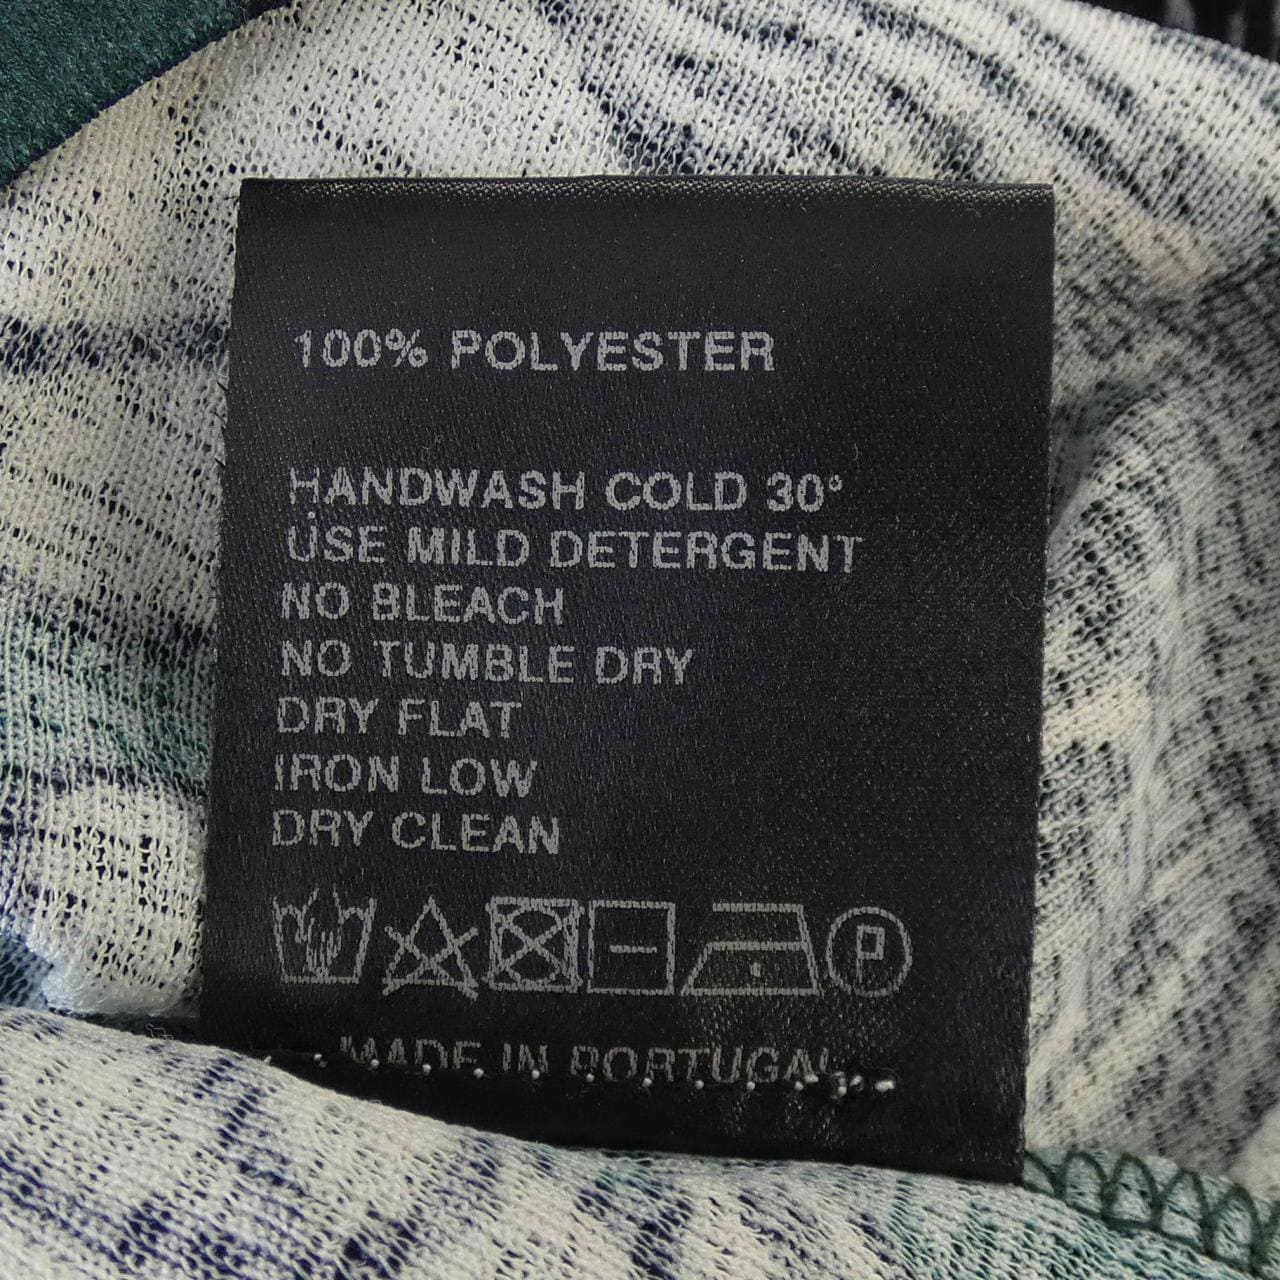 100% POLYESTER
HANDWASH COLD 30°
USE MILD DETERGENT
NO BLEACH
NO TUMBLE DRY
DRY FLAT
IRON LOW
DRY CLEAN
P
MADE IN PORTUGAL